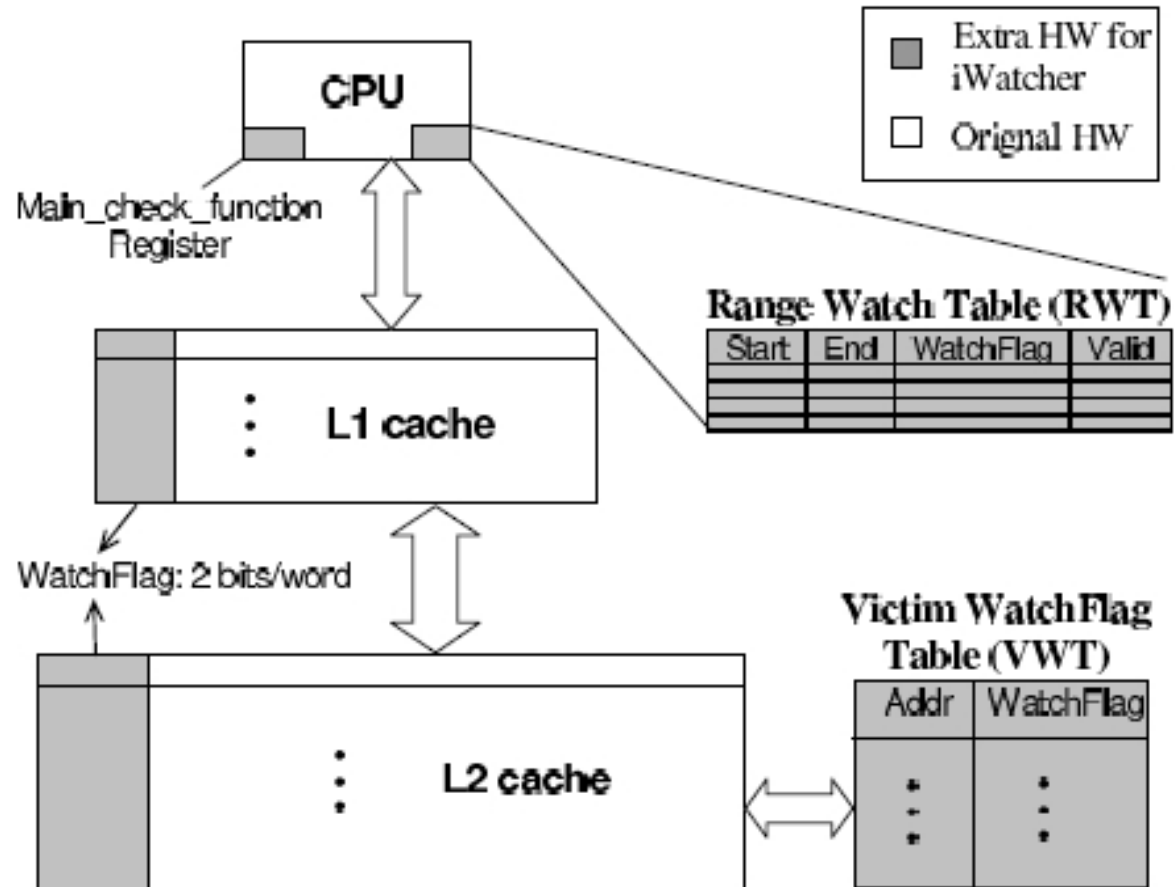 CPU
Extra HW for
iWatcher
Orignal HW
Main_check_function
Register
Range Watch Table (RWT)
Start End WatchFlag Valid
L1 cache
WatchFlag: 2 bits/word
Victim WatchFlag
Table (VWT)
Addr WatchFlag
L2 cache